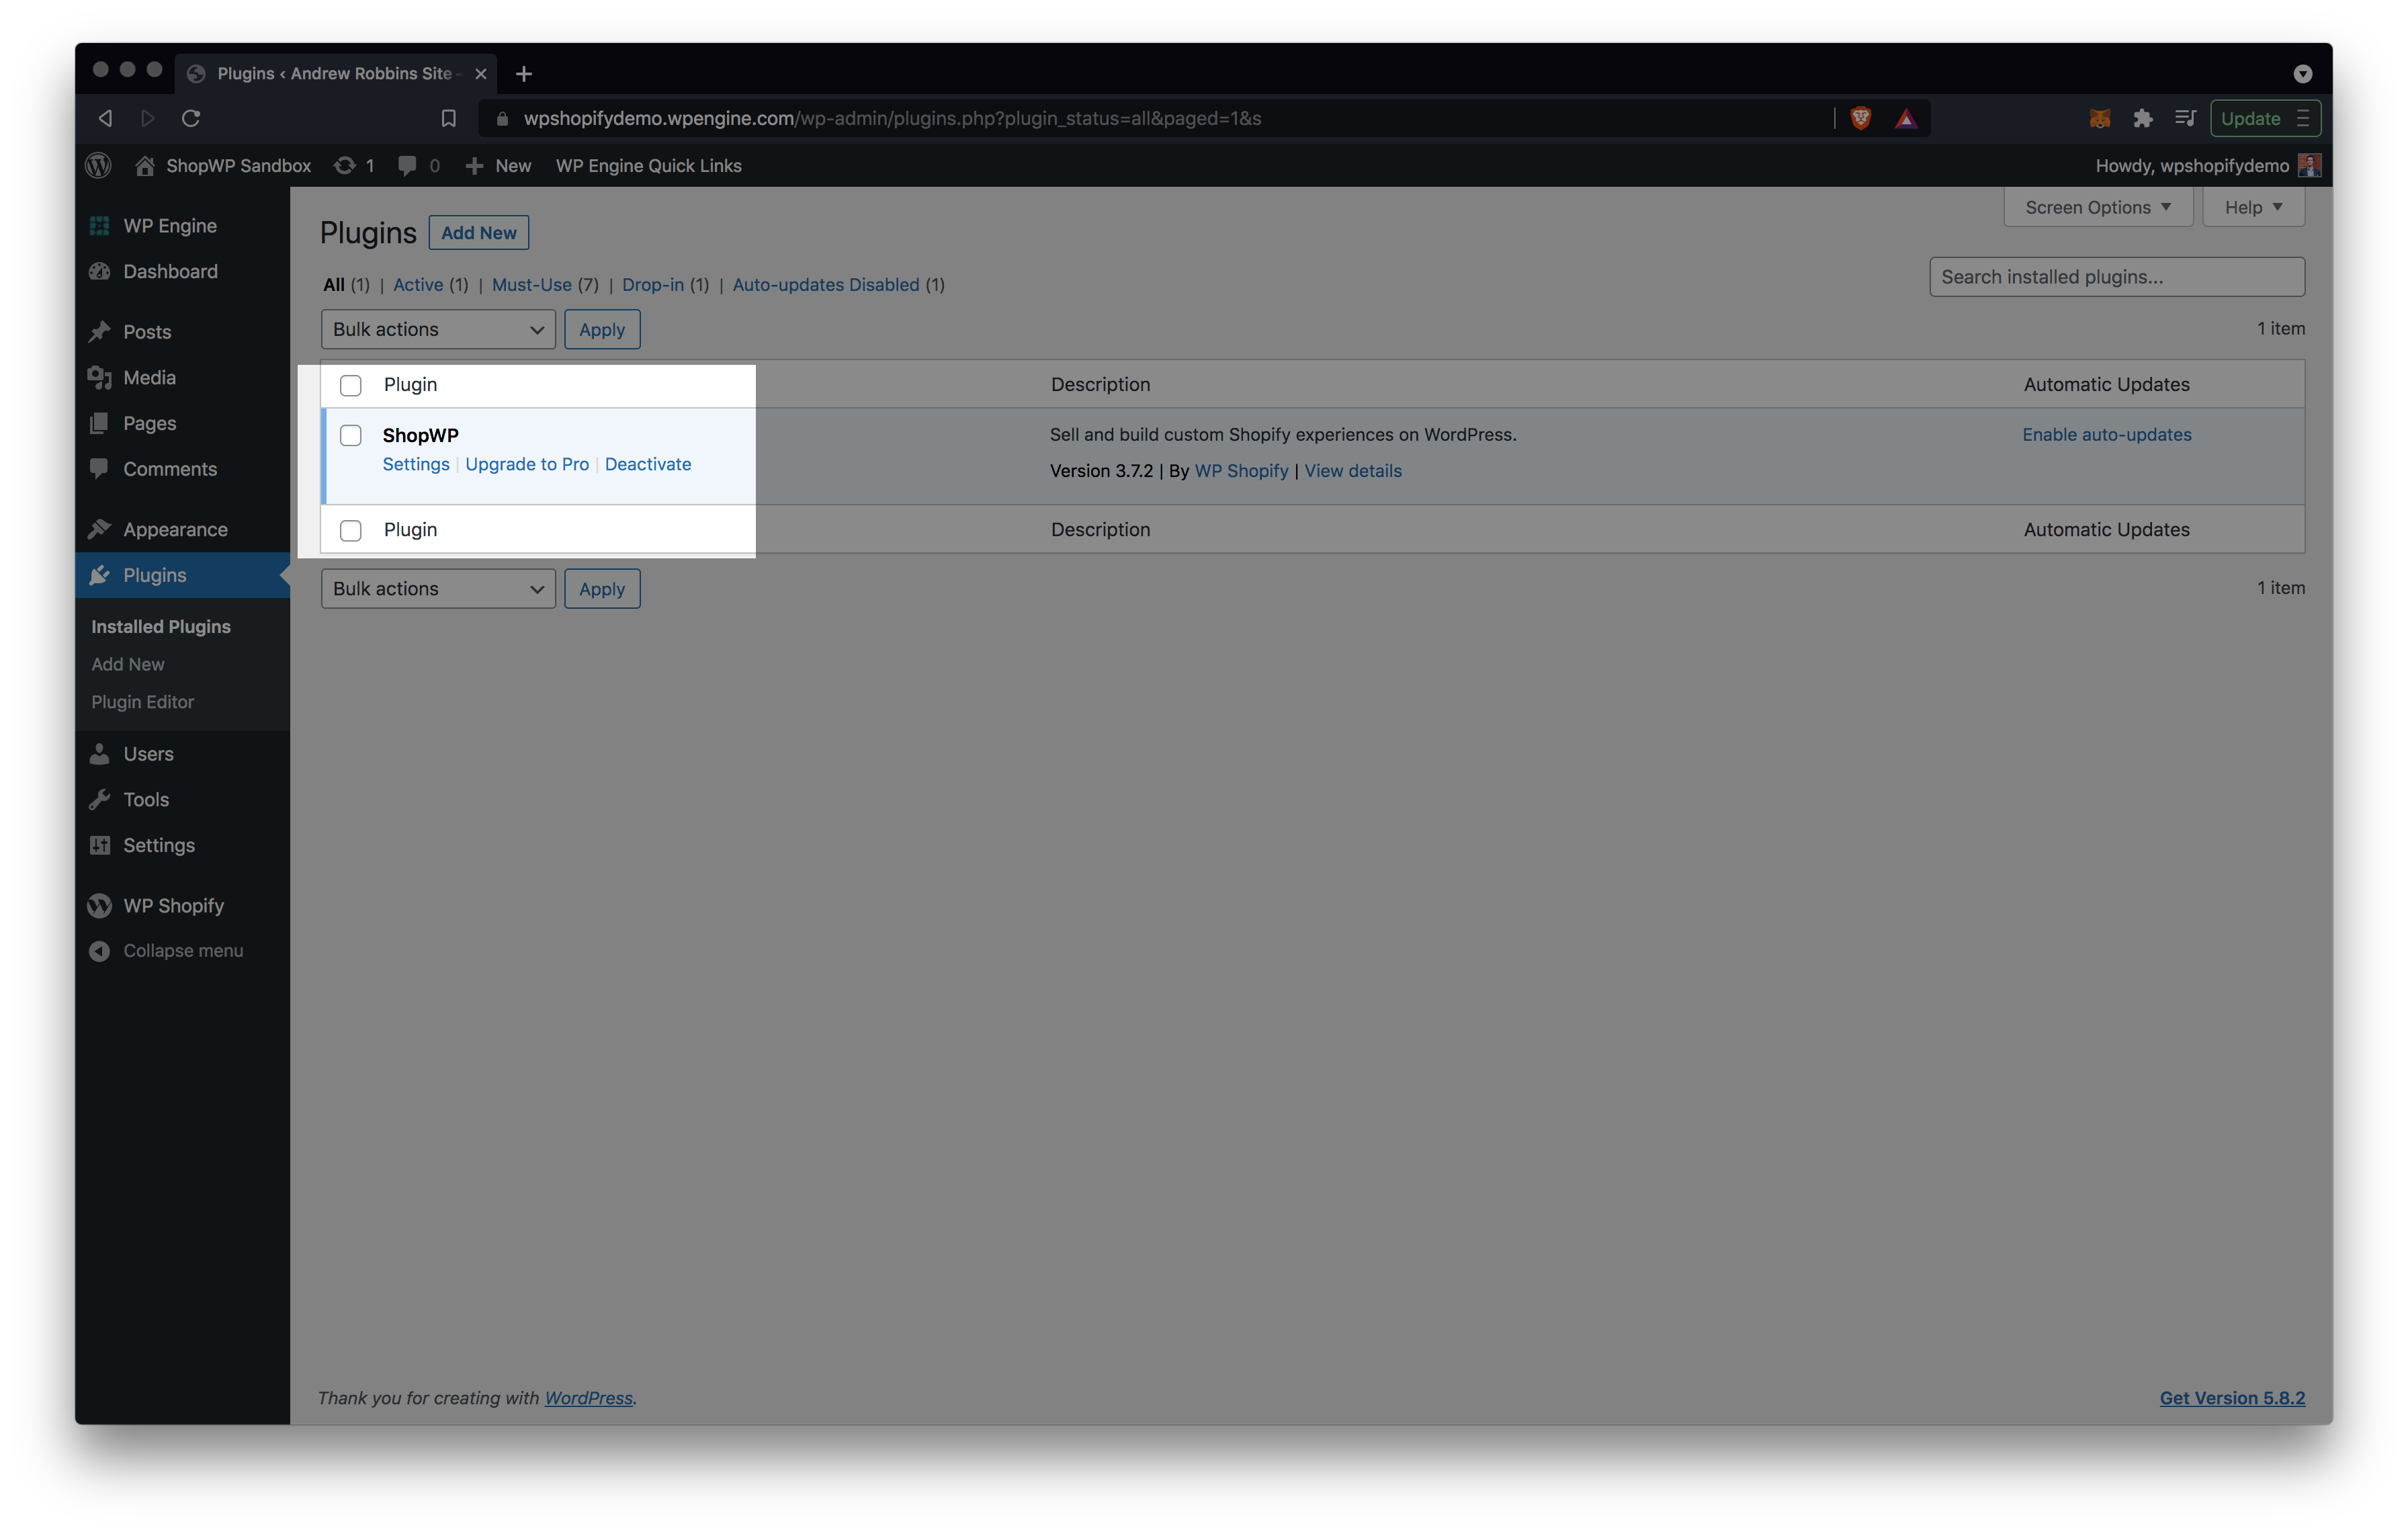 Plugins ‹ Andrew Robbins Site -
wpshopifydemo.wpengine.com/wp-admin/plugins.php?plugin_status=all&paged=1&s
Update
ShopWP Sandbox 1 0 New WP Engine Quick Links
Howdy, wpshopifydemo
WP Engine
Dashboard
Posts
Media
Pages
Comments
Appearance
Plugins
Installed Plugins
Add New
Plugin Editor
Users
Tools
Settings
WP Shopify
Collapse menu
Screen Options ▼ Help ▼
Plugins Add New
All (1) | Active (1) | Must-Use (7) | Drop-in (1) | Auto-updates Disabled (1)
Search installed plugins...
Bulk actions Apply
1 item
Plugin Description Automatic Updates
ShopWP Sell and build custom Shopify experiences on WordPress. Enable auto-updates
Settings | Upgrade to Pro | Deactivate Version 3.7.2 | By WP Shopify | View details
Plugin Description Automatic Updates
Bulk actions Apply
1 item
Thank you for creating with WordPress.
Get Version 5.8.2